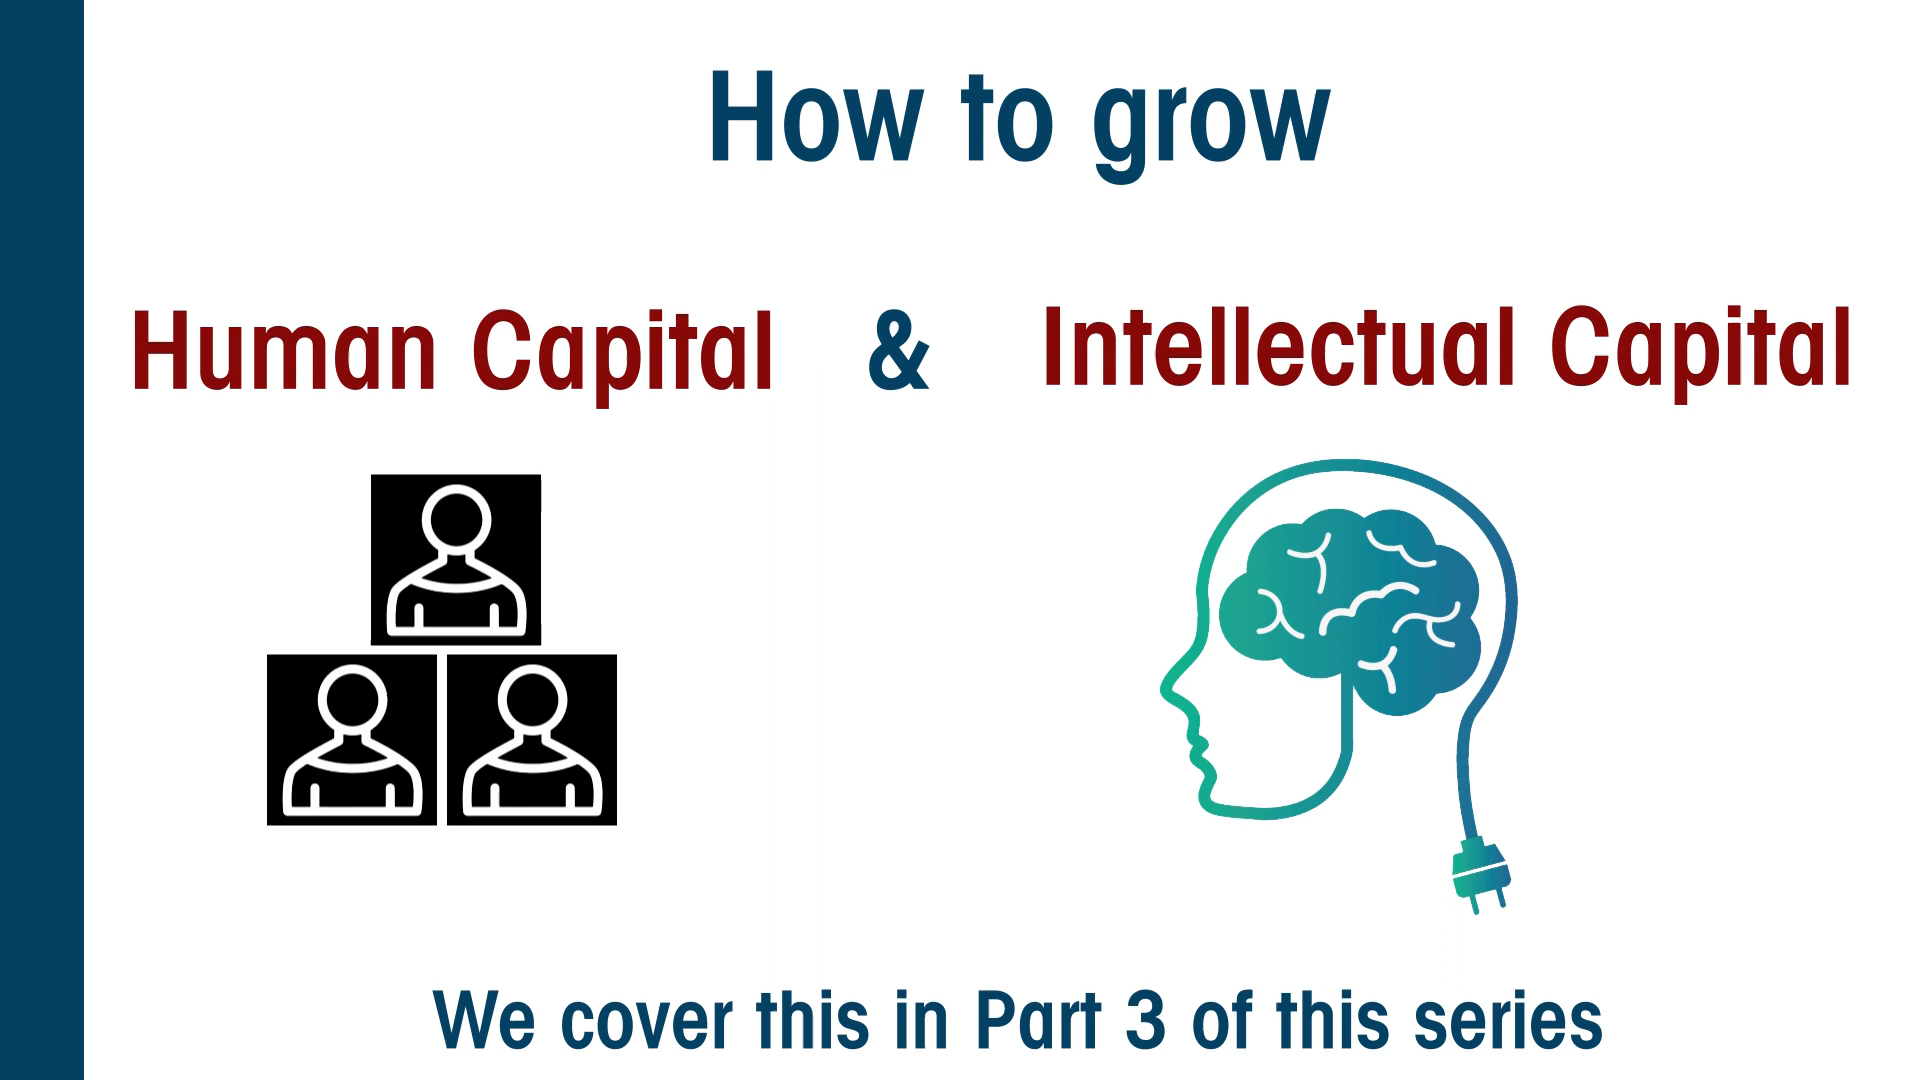 How to grow
Human Capital & Intellectual Capital
We cover this in Part 3 of this series